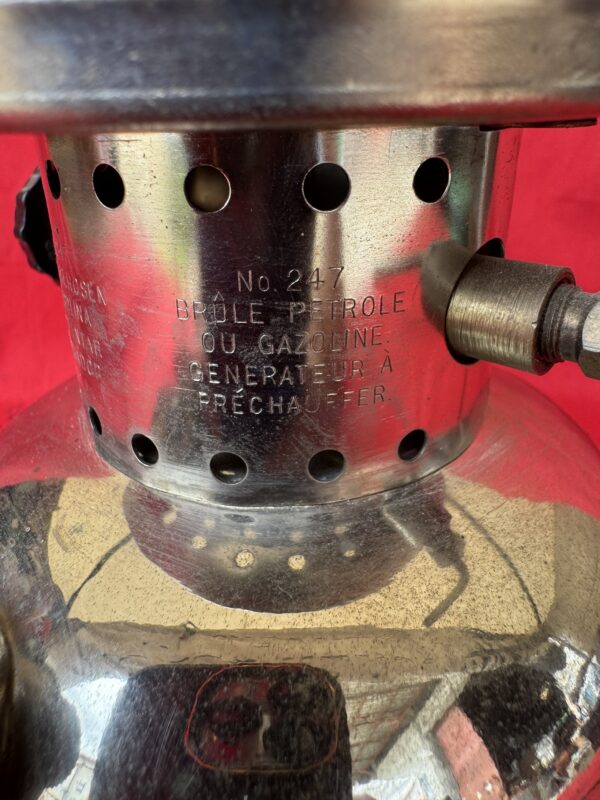 No. 247
BRÛLE PETROLE
OU GAZOLINE.
GENERATEUR À
PRÉCHAUFFER.